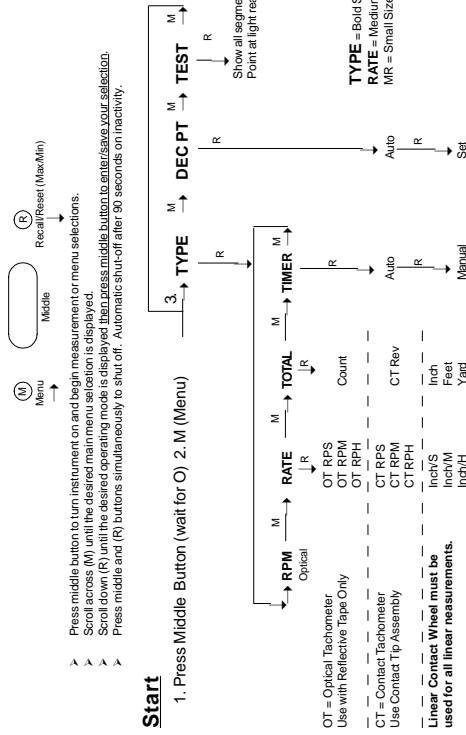 M
Menu
Middle
R
Recall/Reset (Max/Min)
Press middle button to turn instrument on and begin measurement or menu selections.
Scroll across (M) until the desired main menu selcetion is displayed.
Scroll down (R) until the desired operating mode is displayed then press middle button to enter/save your selection.
Press middle and (R) buttons simultaneously to shut off. Automatic shut-off after 90 seconds on inactivity.
Start
1. Press Middle Button (wait for O) 2. M (Menu)
3.
TYPE
M
DEC PT
M
TEST
M
R
R
R
Show all segme
Point at light rea
RPM
Optical
M
RATE
M
TOTAL
M
TIMER
M
R
R
R
OT = Optical Tachometer
Use with Reflective Tape Only
OT RPS
OT RPM
OT RPH
Count
CT = Contact Tachometer
Use Contact Tip Assembly
CT RPS
CT RPM
CT RPH
CT Rev
Auto
R
Manual
Auto
R
Set
Linear Contact Wheel must be
used for all linear neasurements.
Inch/S
Inch/M
Inch/H
Inch
Feet
Yard
TYPE = Bold S
RATE = Medium
MR = Small Size